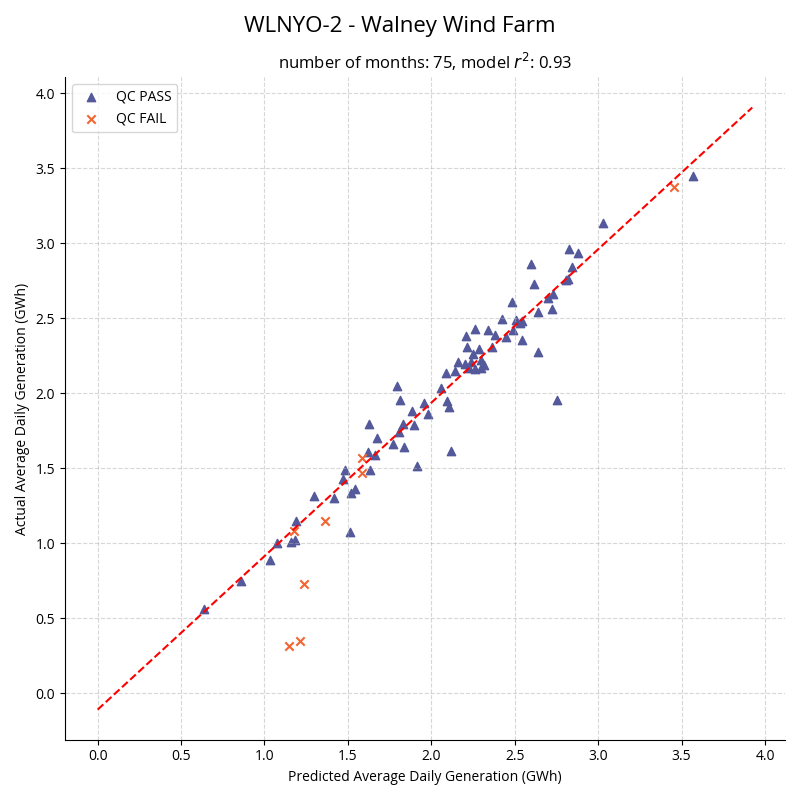 WLNYO-2 - Walney Wind Farm
number of months: 75, model r²: 0.93
QC PASS
QC FAIL
Actual Average Daily Generation (GWh)
4.0
3.5
3.0
2.5
2.0
1.5
1.0
0.5
0.0
0.0 0.5 1.0 1.5 2.0 2.5 3.0 3.5 4.0
Predicted Average Daily Generation (GWh)